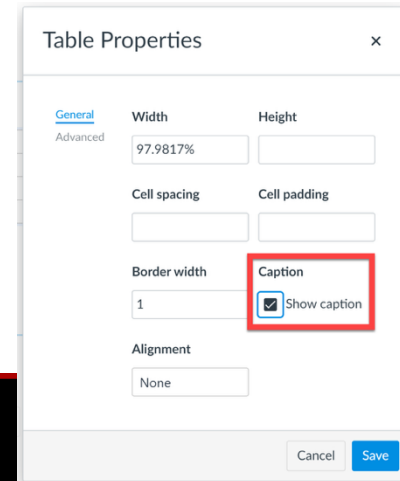 Table Properties
×
General
Advanced
Width
Height
97.9817%
Cell spacing
Cell padding
Border width
Caption
1
Show caption
Alignment
None
Cancel
Save